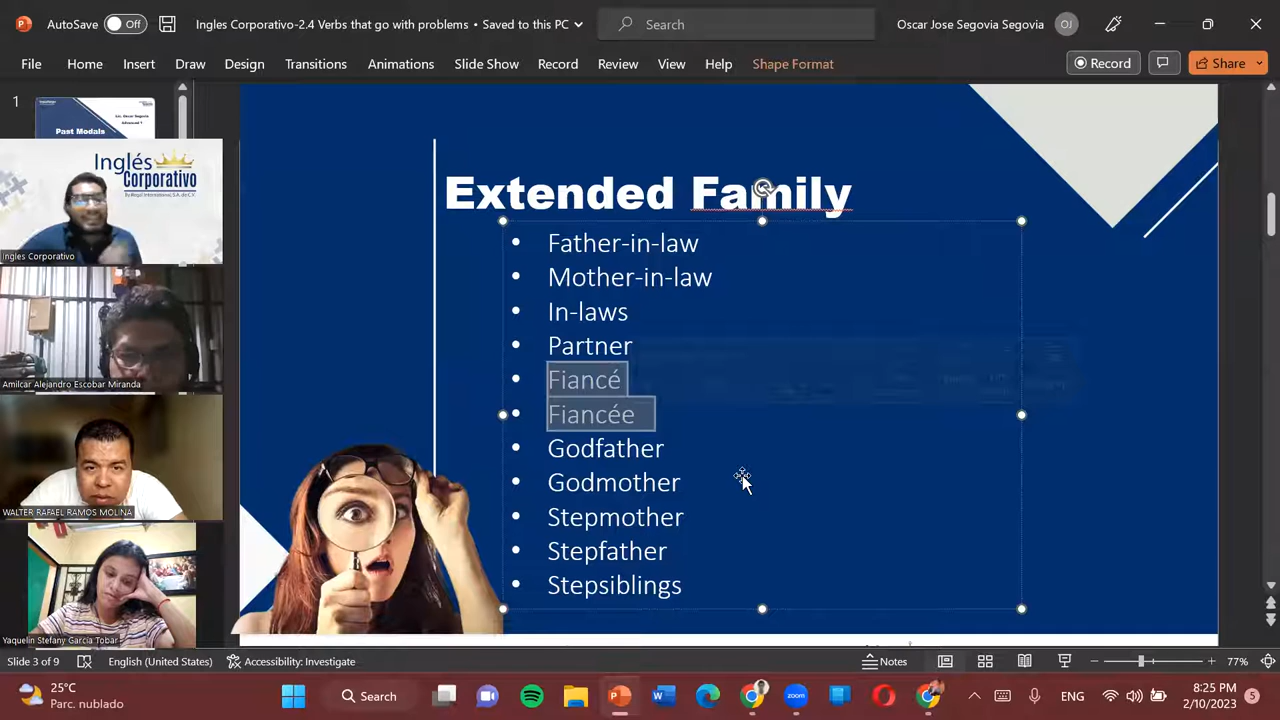 AutoSave Off Ingles Corporativo-2.4 Verbs that go with problems • Saved to this PC Search Oscar Jose Segovia Segovia OJ
File Home Insert Draw Design Transitions Animations Slide Show Record Review View Help Shape Format Record Share
1
Past Modals
Inglés
Corporativo
Ingles Corporativo
Amilcar Alejandro Escobar Miranda
WALTER RAFAEL RAMOS MOLINA
Yaquelin Stefany García Tobar
Extended Family
• Father-in-law
• Mother-in-law
• In-laws
• Partner
• Fiancé
• Fiancée
• Godfather
• Godmother
• Stepmother
• Stepfather
• Stepsiblings
Slide 3 of 9 English (United States) Accessibility: Investigate Notes 77%
25°C
Parc. nublado
Search
ENG
8:25 PM
2/10/2023
5